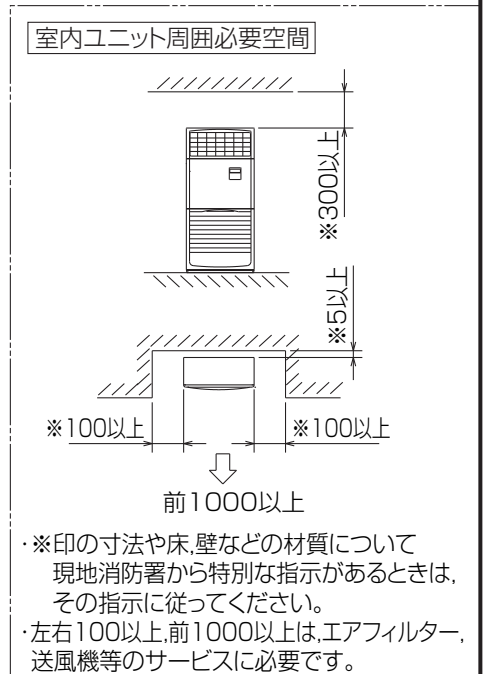 室内ユニット周囲必要空間
※300以上
※5以上
※100以上
※100以上
前1000以上
・※印の寸法や床,壁などの材質について
現地消防署から特別な指示があるときは,
その指示に従ってください。
・左右100以上,前1000以上は,エアフィルター,
送風機等のサービスに必要です。